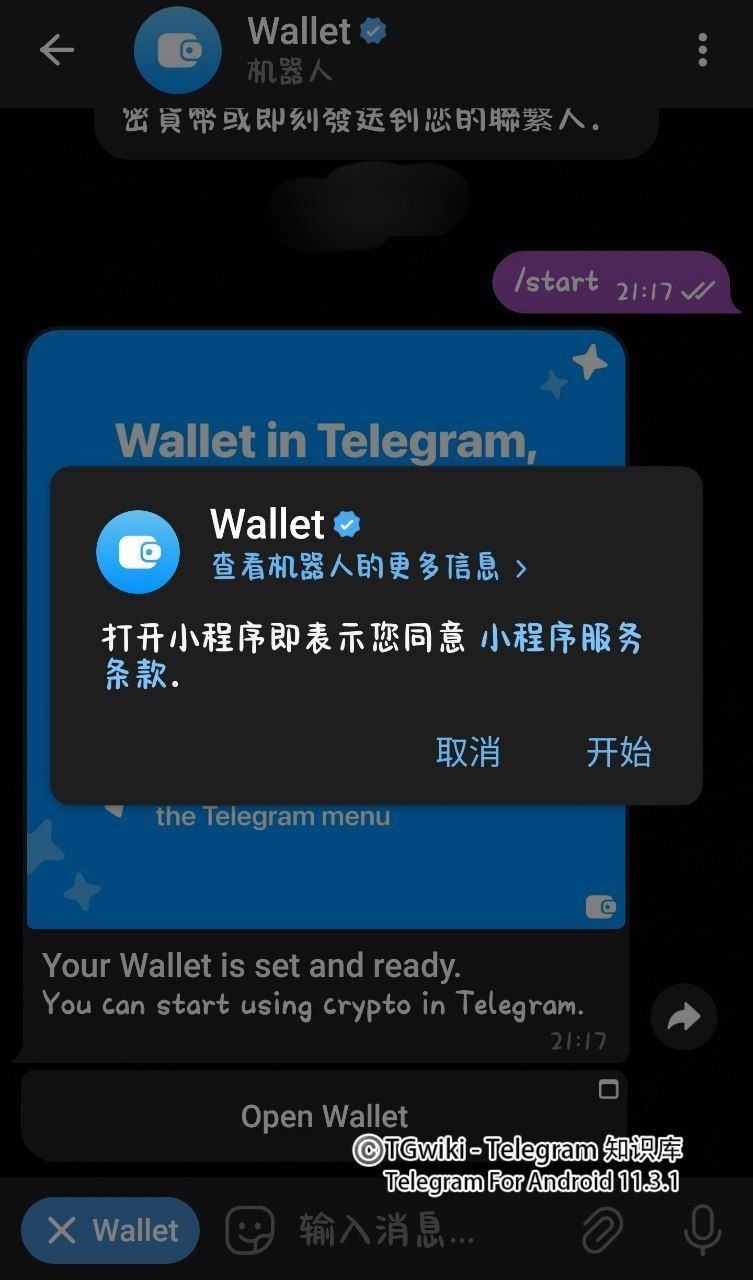 Wallet
机器人
密貨幣或即刻發送到您的聯繫人.
/start 21:17
Wallet in Telegram,
Wallet
查看机器人的更多信息 >
打开小程序即表示您同意 小程序服务
条款.
取消 开始
the Telegram menu
Your Wallet is set and ready.
You can start using crypto in Telegram.
21:17
Open Wallet
©TGwiki - Telegram 知识库
Telegram For Android 11.3.1
Wallet 输入消息...